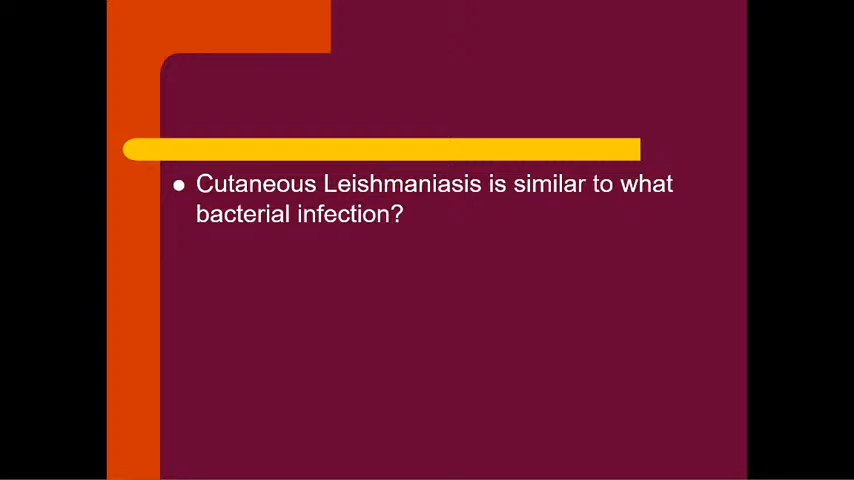 ● Cutaneous Leishmaniasis is similar to what
bacterial infection?